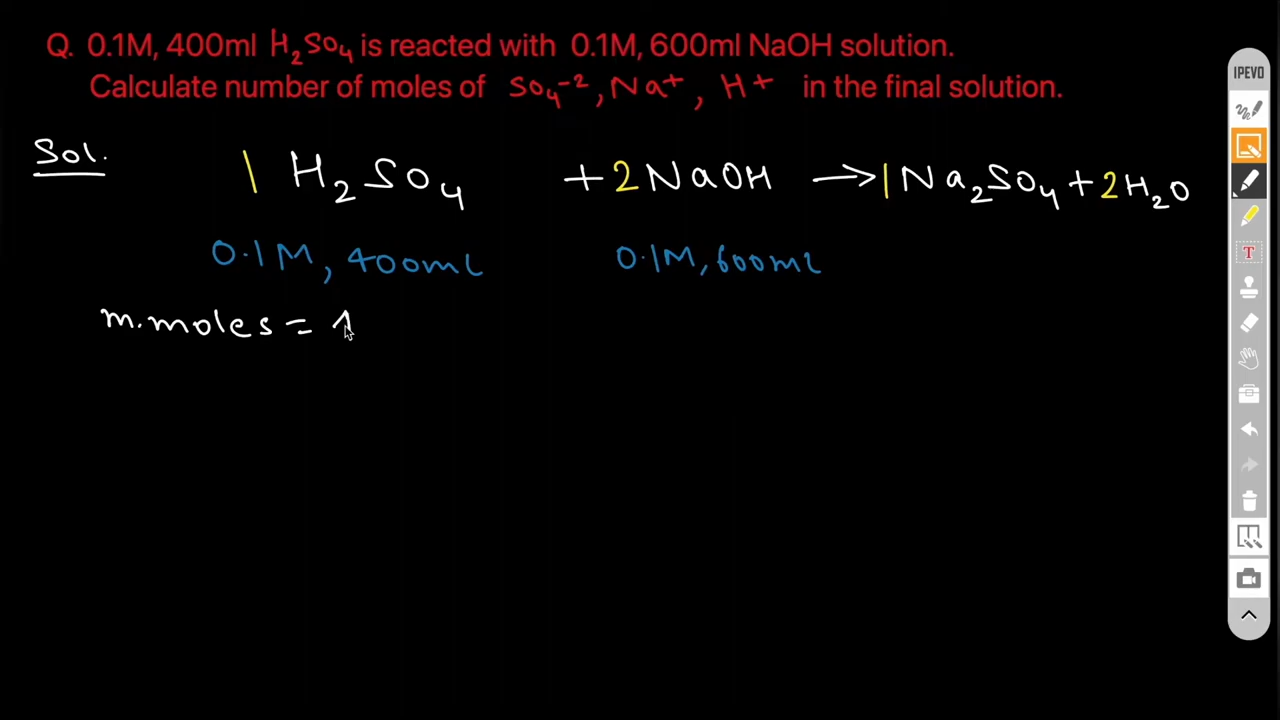 Q. 0.1M, 400ml H₂SO₄ is reacted with 0.1M, 600ml NaOH solution.
Calculate number of moles of SO₄⁻², Na⁺, H⁺ in the final solution.
Sol.
1 H₂SO₄ + 2 NaOH → 1 Na₂SO₄ + 2 H₂O
0.1M, 400ml 0.1M, 600ml
m.moles =
IPEVO
T